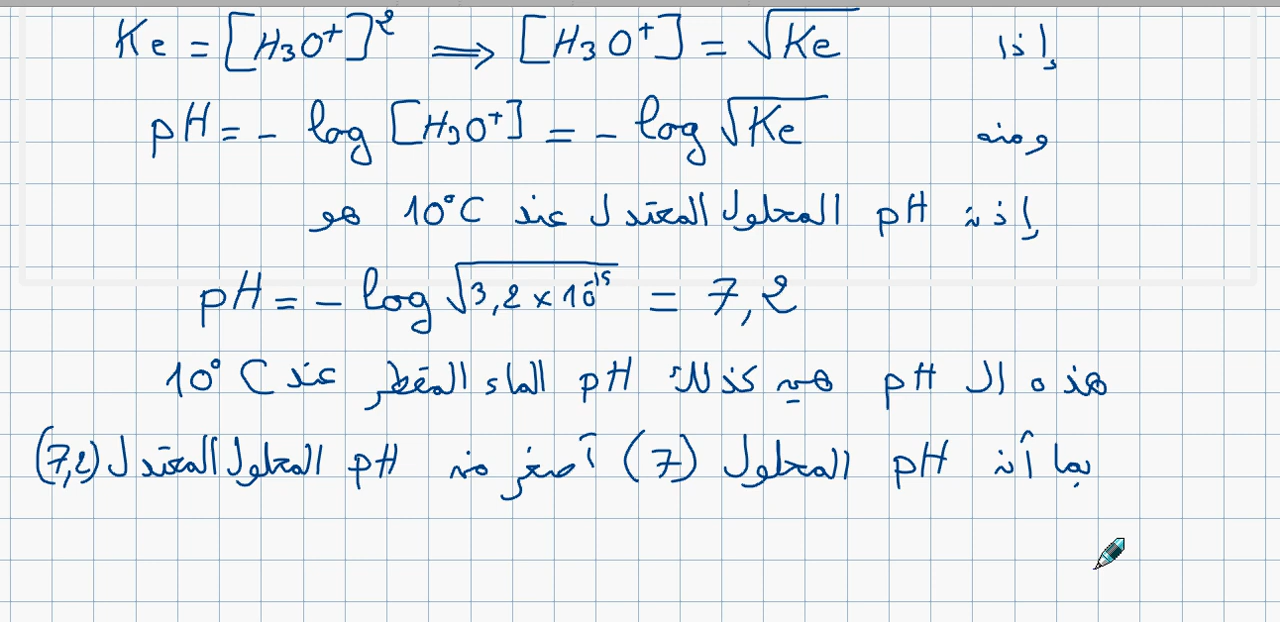 إذا Ke = [H3O+]² ⟹ [H3O+] = √Ke
ومنه pH = - log [H3O+] = - log √Ke
إذن pH المحلول المعتدل عند 10°C هو
pH = - log √3,2 × 10⁻¹⁵ = 7,2
هذه الـ pH هي كذلك pH الماء المقطر عند 10°C
بما أن pH المحلول (7) أصغر من pH المحلول المعتدل (7,2)